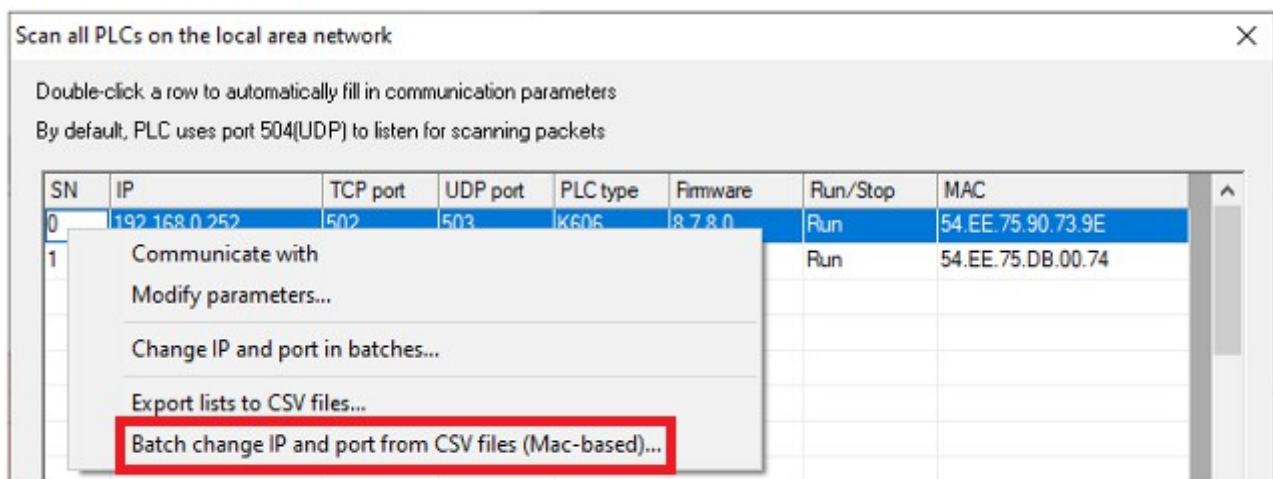 Scan all PLCs on the local area network
Double-click a row to automatically fill in communication parameters
By default, PLC uses port 504(UDP) to listen for scanning packets
SN IP TCP port UDP port PLC type Firmware Run/Stop MAC
0 192.168.0.252 502 503 K606 8.7.8.0 Run 54.EE.75.90.73.9E
1 Run 54.EE.75.DB.00.74
Communicate with
Modify parameters...
Change IP and port in batches...
Export lists to CSV files...
Batch change IP and port from CSV files (Mac-based)...